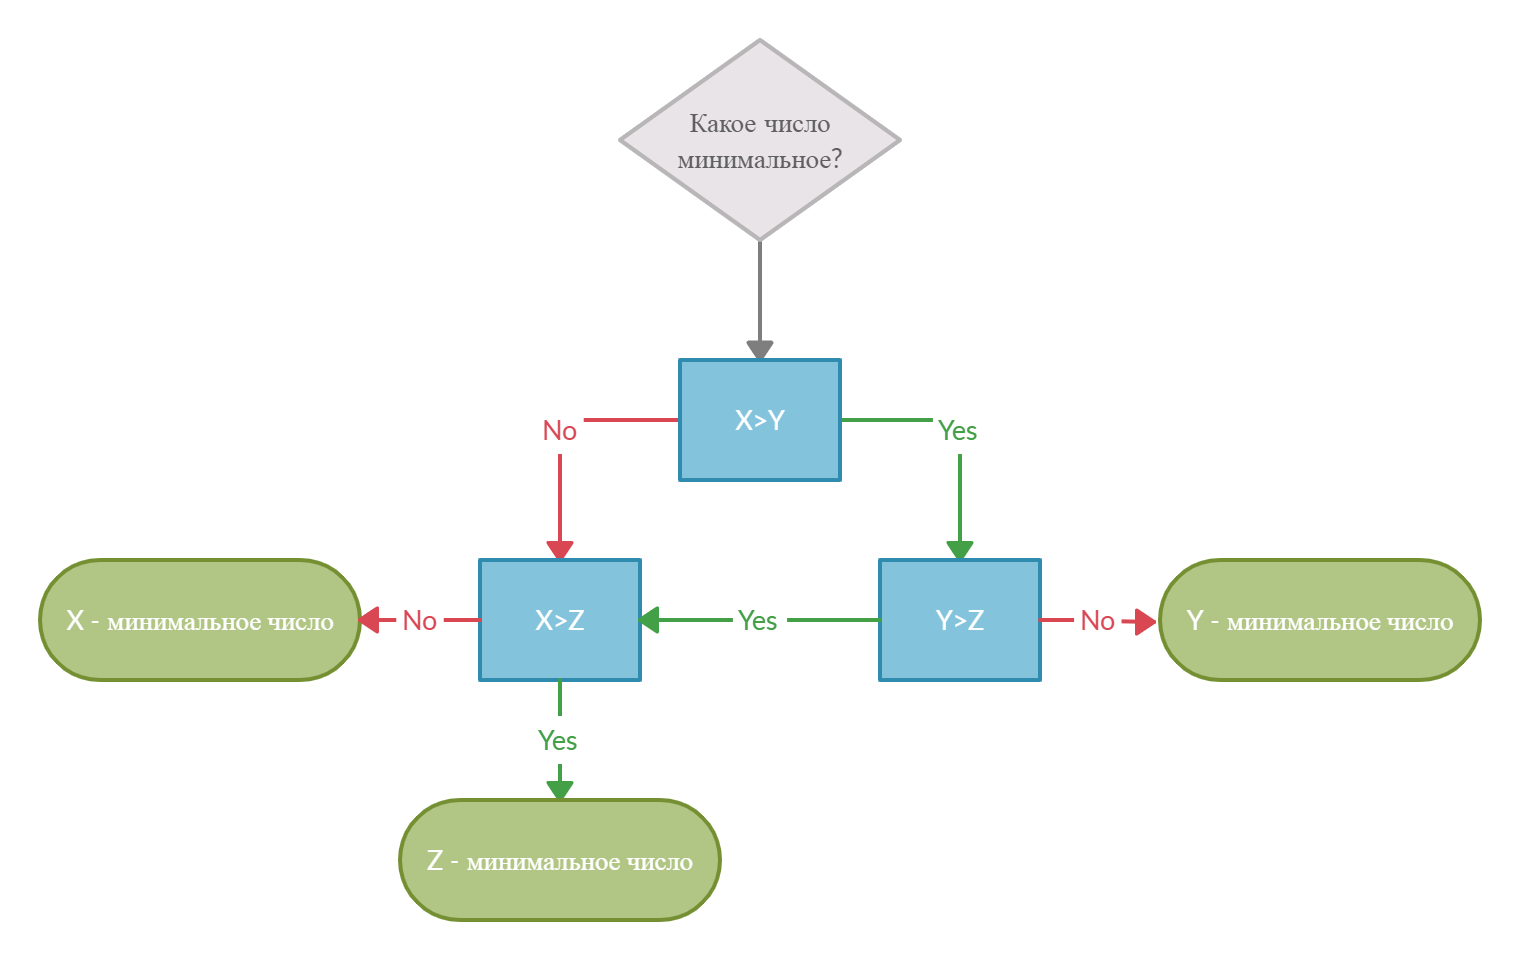 Какое число
минимальное?
X>Y
No
Yes
X - минимальное число
No
X>Z
Yes
Y>Z
No
Y - минимальное число
Yes
Z - минимальное число